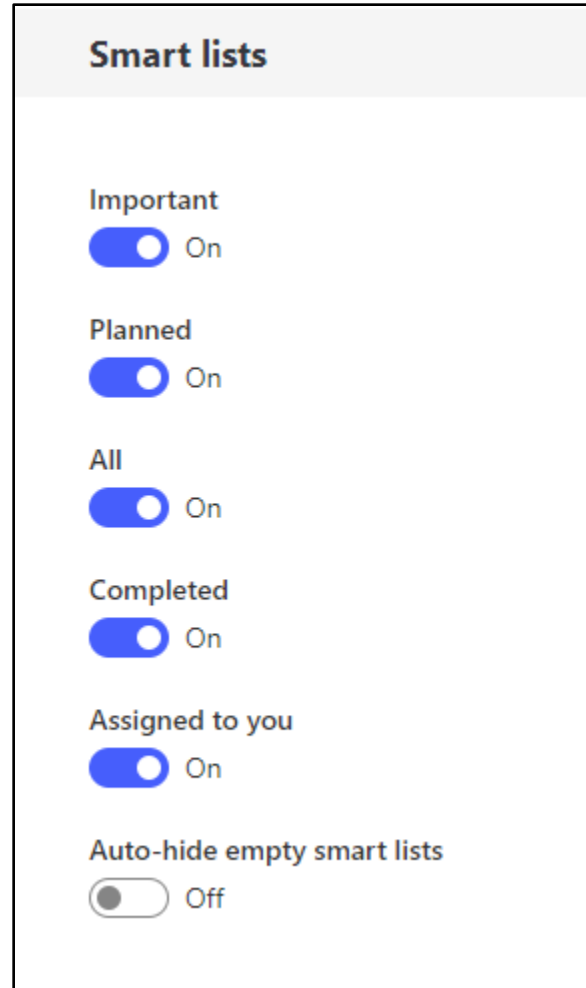 Smart lists
Important
On
Planned
On
All
On
Completed
On
Assigned to you
On
Auto-hide empty smart lists
Off